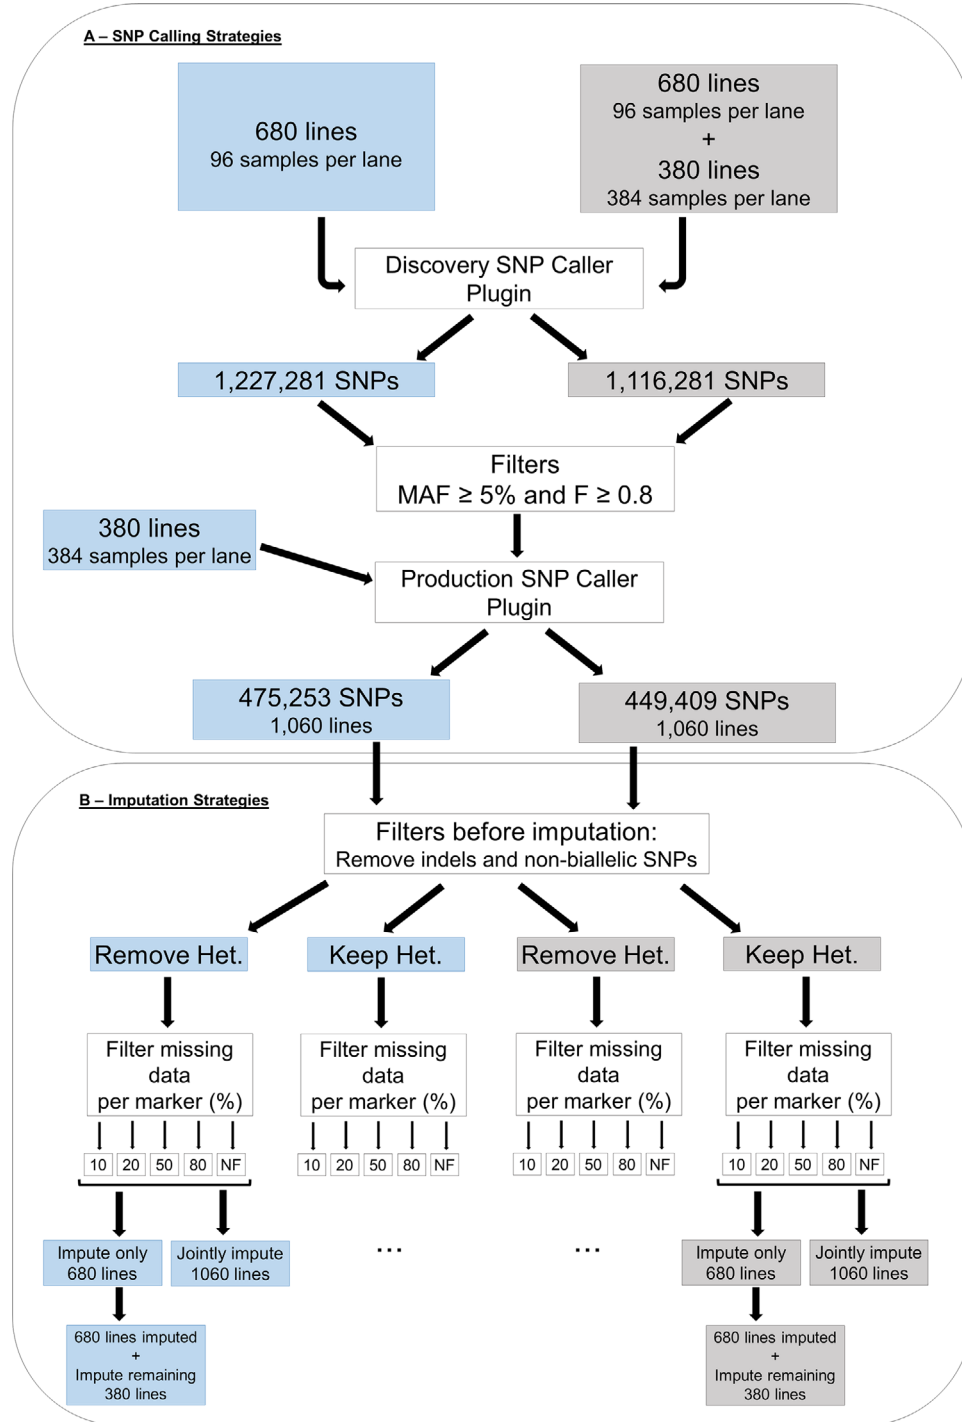 A – SNP Calling Strategies
680 lines
96 samples per lane
680 lines
96 samples per lane
+
380 lines
384 samples per lane
Discovery SNP Caller
Plugin
1,227,281 SNPs
1,116,281 SNPs
Filters
MAF ≥ 5% and F ≥ 0.8
380 lines
384 samples per lane
Production SNP Caller
Plugin
475,253 SNPs
1,060 lines
449,409 SNPs
1,060 lines
B – Imputation Strategies
Filters before imputation:
Remove indels and non-biallelic SNPs
Remove Het.
Keep Het.
Remove Het.
Keep Het.
Filter missing
data
per marker (%)
Filter missing
data
per marker (%)
Filter missing
data
per marker (%)
Filter missing
data
per marker (%)
10 20 50 80 NF
10 20 50 80 NF
10 20 50 80 NF
10 20 50 80 NF
Impute only
680 lines
Jointly impute
1060 lines
...
...
Impute only
680 lines
Jointly impute
1060 lines
680 lines imputed
+
Impute remaining
380 lines
680 lines imputed
+
Impute remaining
380 lines